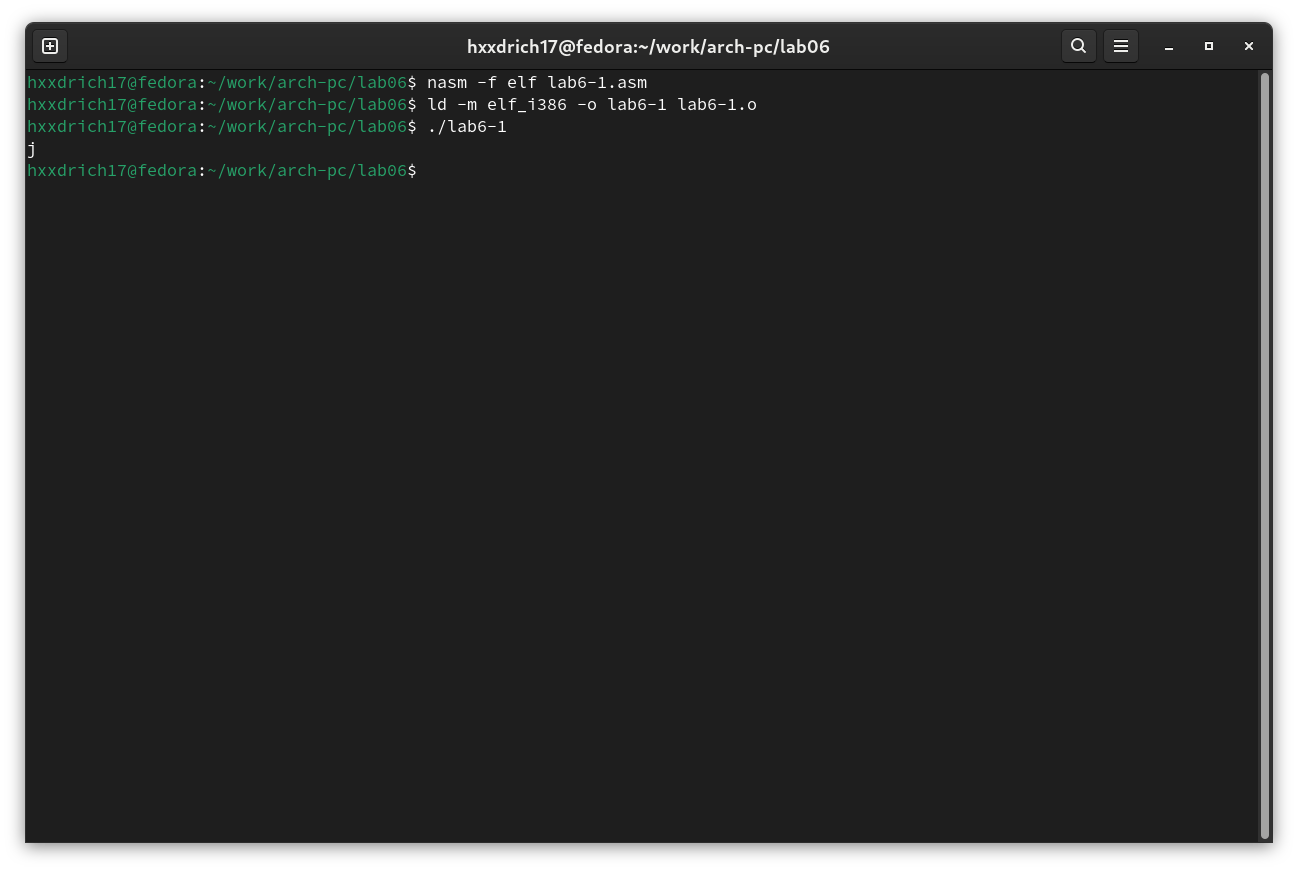 hxxdrich17@fedora:~/work/arch-pc/lab06
hxxdrich17@fedora:~/work/arch-pc/lab06$ nasm -f elf lab6-1.asm
hxxdrich17@fedora:~/work/arch-pc/lab06$ ld -m elf_i386 -o lab6-1 lab6-1.o
hxxdrich17@fedora:~/work/arch-pc/lab06$ ./lab6-1
j
hxxdrich17@fedora:~/work/arch-pc/lab06$